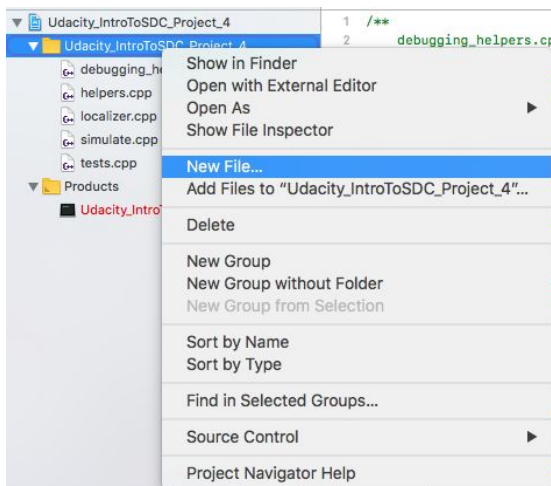 Udacity_IntroToSDC_Project_4
Udacity_IntroToSDC_Project_4
debugging_he
helpers.cpp
localizer.cpp
simulate.cpp
tests.cpp
Products
Udacity_Intro
1 /**
2 debugging_helpers.cp
Show in Finder
Open with External Editor
Open As
Show File Inspector
New File...
Add Files to “Udacity_IntroToSDC_Project_4”...
Delete
New Group
New Group without Folder
New Group from Selection
Sort by Name
Sort by Type
Find in Selected Groups...
Source Control
Project Navigator Help